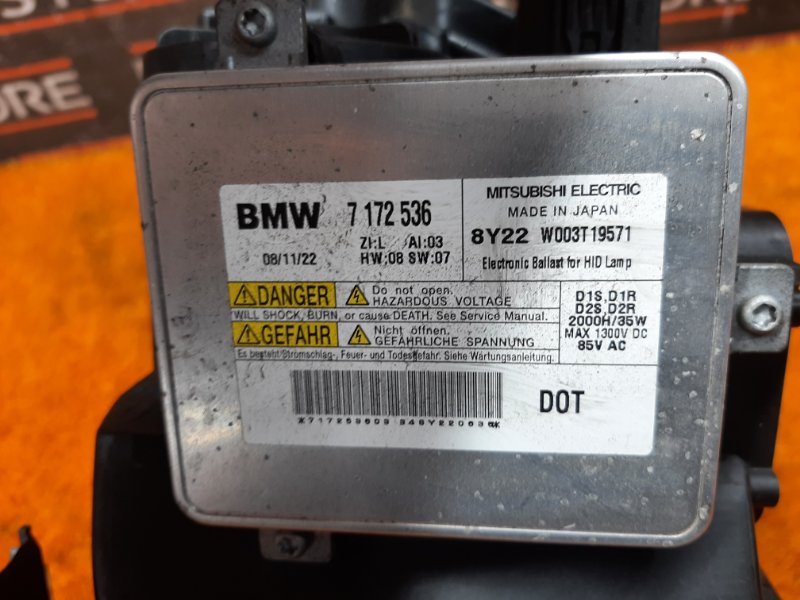 ORE
ORE
BMW 7 172 536
08/11/22
ZI:L AI:03
HW:08 SW:07
MITSUBISHI ELECTRIC
MADE IN JAPAN
8Y22 W003T19571
Electronic Ballast for HID Lamp
DANGER
Do not open.
HAZARDOUS VOLTAGE
WILL SHOCK, BURN, or cause DEATH. See Service Manual.
GEFAHR
Nicht öffnen.
GEFÄHRLICHE SPANNUNG
Es besteht Stromschlag-, Feuer- und Todesgefahr. Siehe Wartungsanleitung.
D1S,D1R
D2S,D2R
2000H/35W
MAX 1300V DC
85V AC
DOT